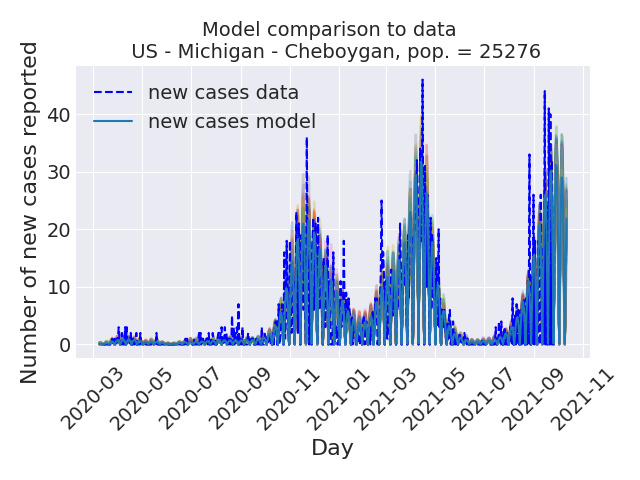 Model comparison to data
US - Michigan - Cheboygan, pop. = 25276
Number of new cases reported
40
30
20
10
0
new cases data
new cases model
2020-03
2020-05
2020-07
2020-09
2020-11
2021-01
2021-03
2021-05
2021-07
2021-09
2021-11
Day